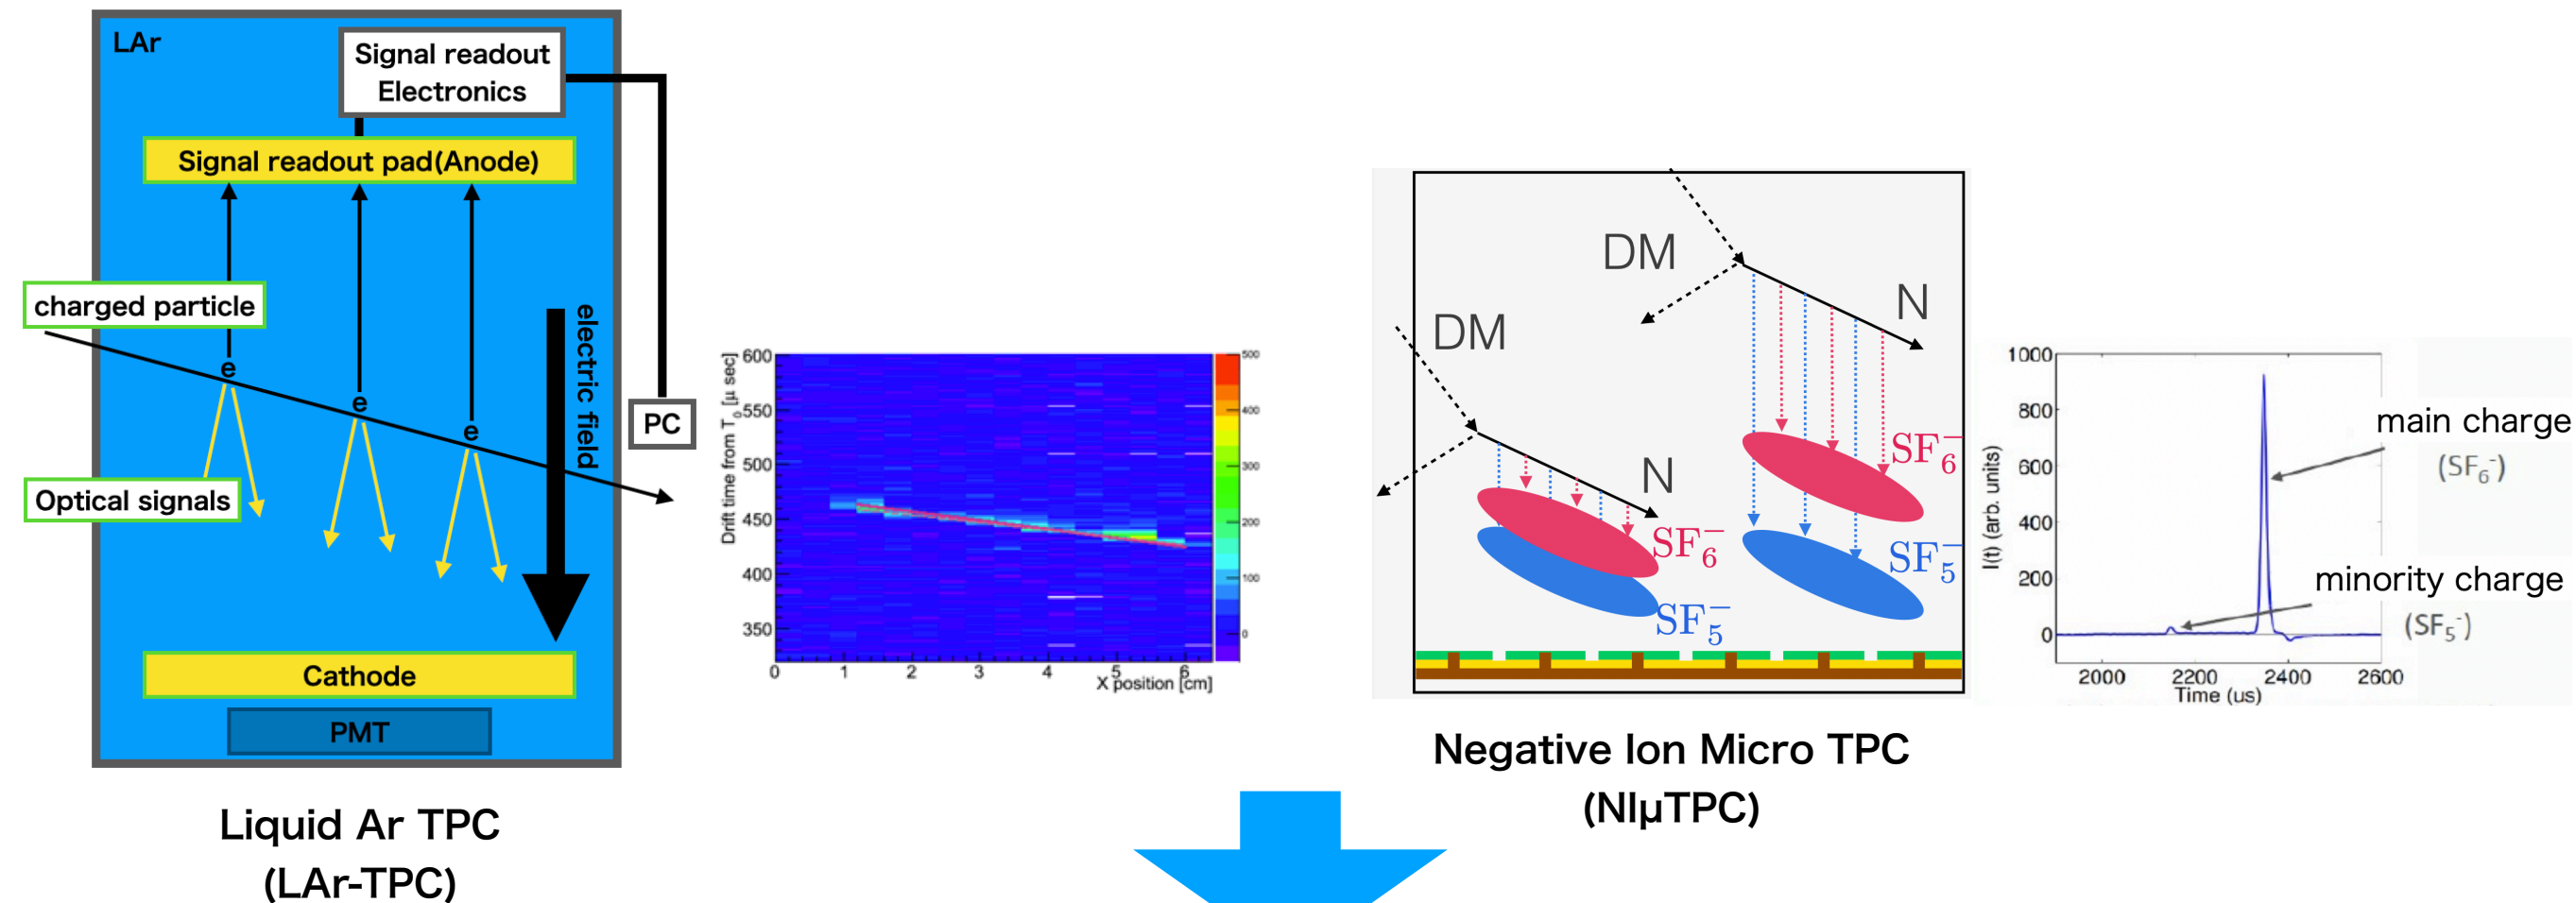 LAr
Signal readout
Electronics
Signal readout pad(Anode)
charged particle
e
e
e
electric field
Optical signals
PC
Cathode
PMT
Liquid Ar TPC
(LAr-TPC)
Drift time from T₀ [μ sec]
600
550
500
450
400
350
0
1
2
3
4
5
6
X position [cm]
500
400
300
200
100
0
DM
N
DM
N
SF₆⁻
SF₅⁻
SF₆⁻
SF₅⁻
Negative Ion Micro TPC
(NIμTPC)
I(t) (arb. units)
1000
800
600
400
200
0
2000
2200
2400
2600
Time (us)
main charge
(SF₆⁻)
minority charge
(SF₅⁻)